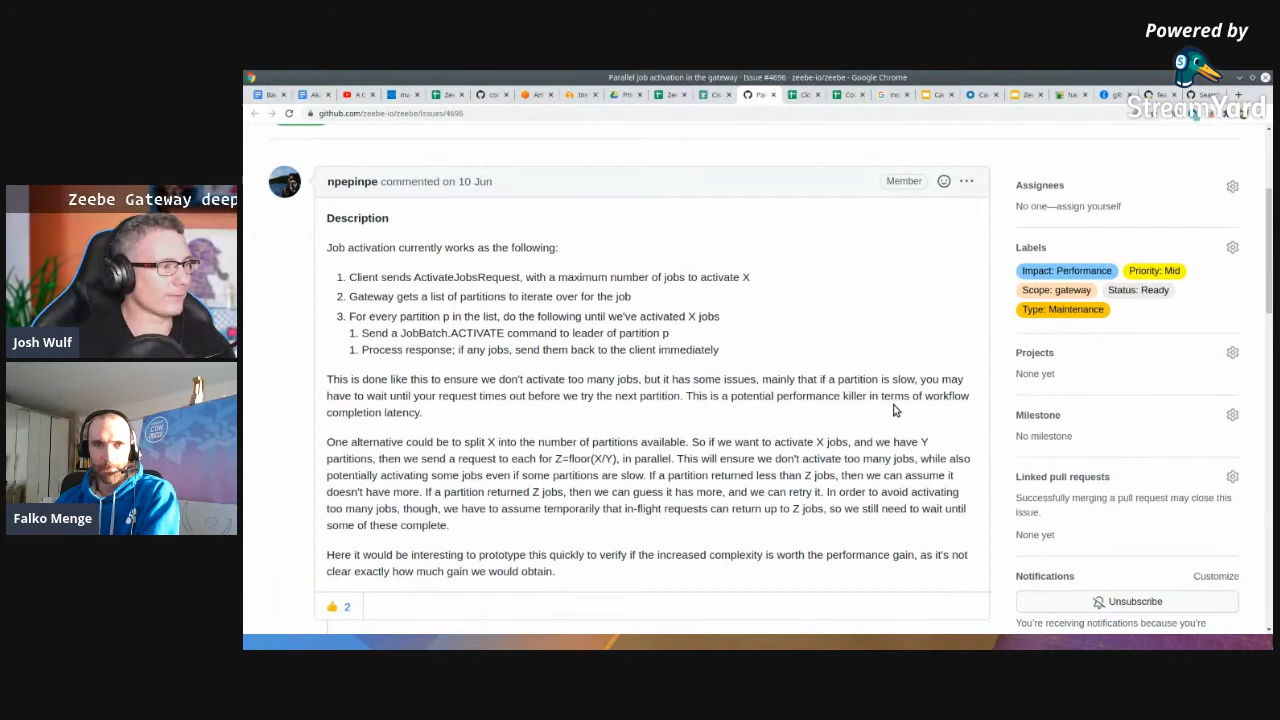 Powered by
StreamYard
Parallel job activation in the gateway · Issue #4696 · zeebe-io/zeebe - Google Chrome
github.com/zeebe-io/zeebe/issues/4696
Zeebe Gateway deep
Josh Wulf
Falko Menge
npepinpe commented on 10 Jun
Member
Description
Job activation currently works as the following:
1. Client sends ActivateJobsRequest, with a maximum number of jobs to activate X
2. Gateway gets a list of partitions to iterate over for the job
3. For every partition p in the list, do the following until we've activated X jobs
1. Send a JobBatch.ACTIVATE command to leader of partition p
1. Process response; if any jobs, send them back to the client immediately
This is done like this to ensure we don't activate too many jobs, but it has some issues, mainly that if a partition is slow, you may
have to wait until your request times out before we try the next partition. This is a potential performance killer in terms of workflow
completion latency.
One alternative could be to split X into the number of partitions available. So if we want to activate X jobs, and we have Y
partitions, then we send a request to each for Z=floor(X/Y), in parallel. This will ensure we don't activate too many jobs, while also
potentially activating some jobs even if some partitions are slow. If a partition returned less than Z jobs, then we can assume it
doesn't have more. If a partition returned Z jobs, then we can guess it has more, and we can retry it. In order to avoid activating
too many jobs, though, we have to assume temporarily that in-flight requests can return up to Z jobs, so we still need to wait until
some of these complete.
Here it would be interesting to prototype this quickly to verify if the increased complexity is worth the performance gain, as it's not
clear exactly how much gain we would obtain.
2
Assignees
No one—assign yourself
Labels
Impact: Performance
Priority: Mid
Scope: gateway
Status: Ready
Type: Maintenance
Projects
None yet
Milestone
No milestone
Linked pull requests
Successfully merging a pull request may close this
issue.
None yet
Notifications
Customize
Unsubscribe
You're receiving notifications because you're